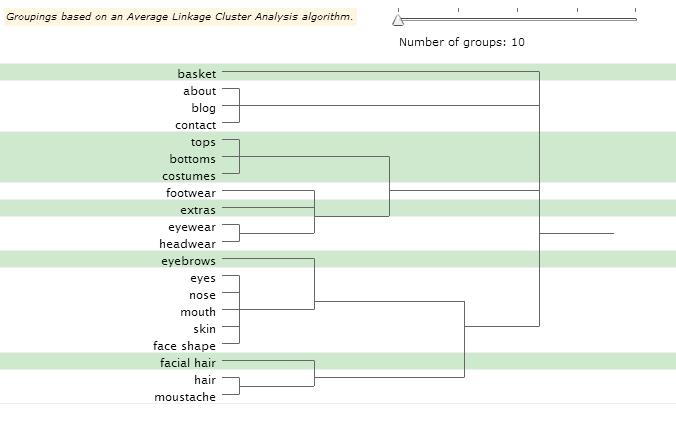 Groupings based on an Average Linkage Cluster Analysis algorithm.
Number of groups: 10
basket
about
blog
contact
tops
bottoms
costumes
footwear
extras
eyewear
headwear
eyebrows
eyes
nose
mouth
skin
face shape
facial hair
hair
moustache